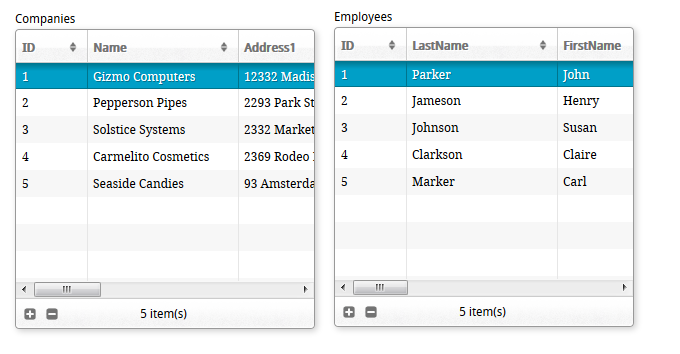 Companies
ID Name Address1
1 Gizmo Computers 12332 Madis
2 Pepperson Pipes 2293 Park St
3 Solstice Systems 2332 Market
4 Carmelito Cosmetics 2369 Rodeo
5 Seaside Candies 93 Amsterda
5 item(s)
Employees
ID LastName FirstName
1 Parker John
2 Jameson Henry
3 Johnson Susan
4 Clarkson Claire
5 Marker Carl
5 item(s)